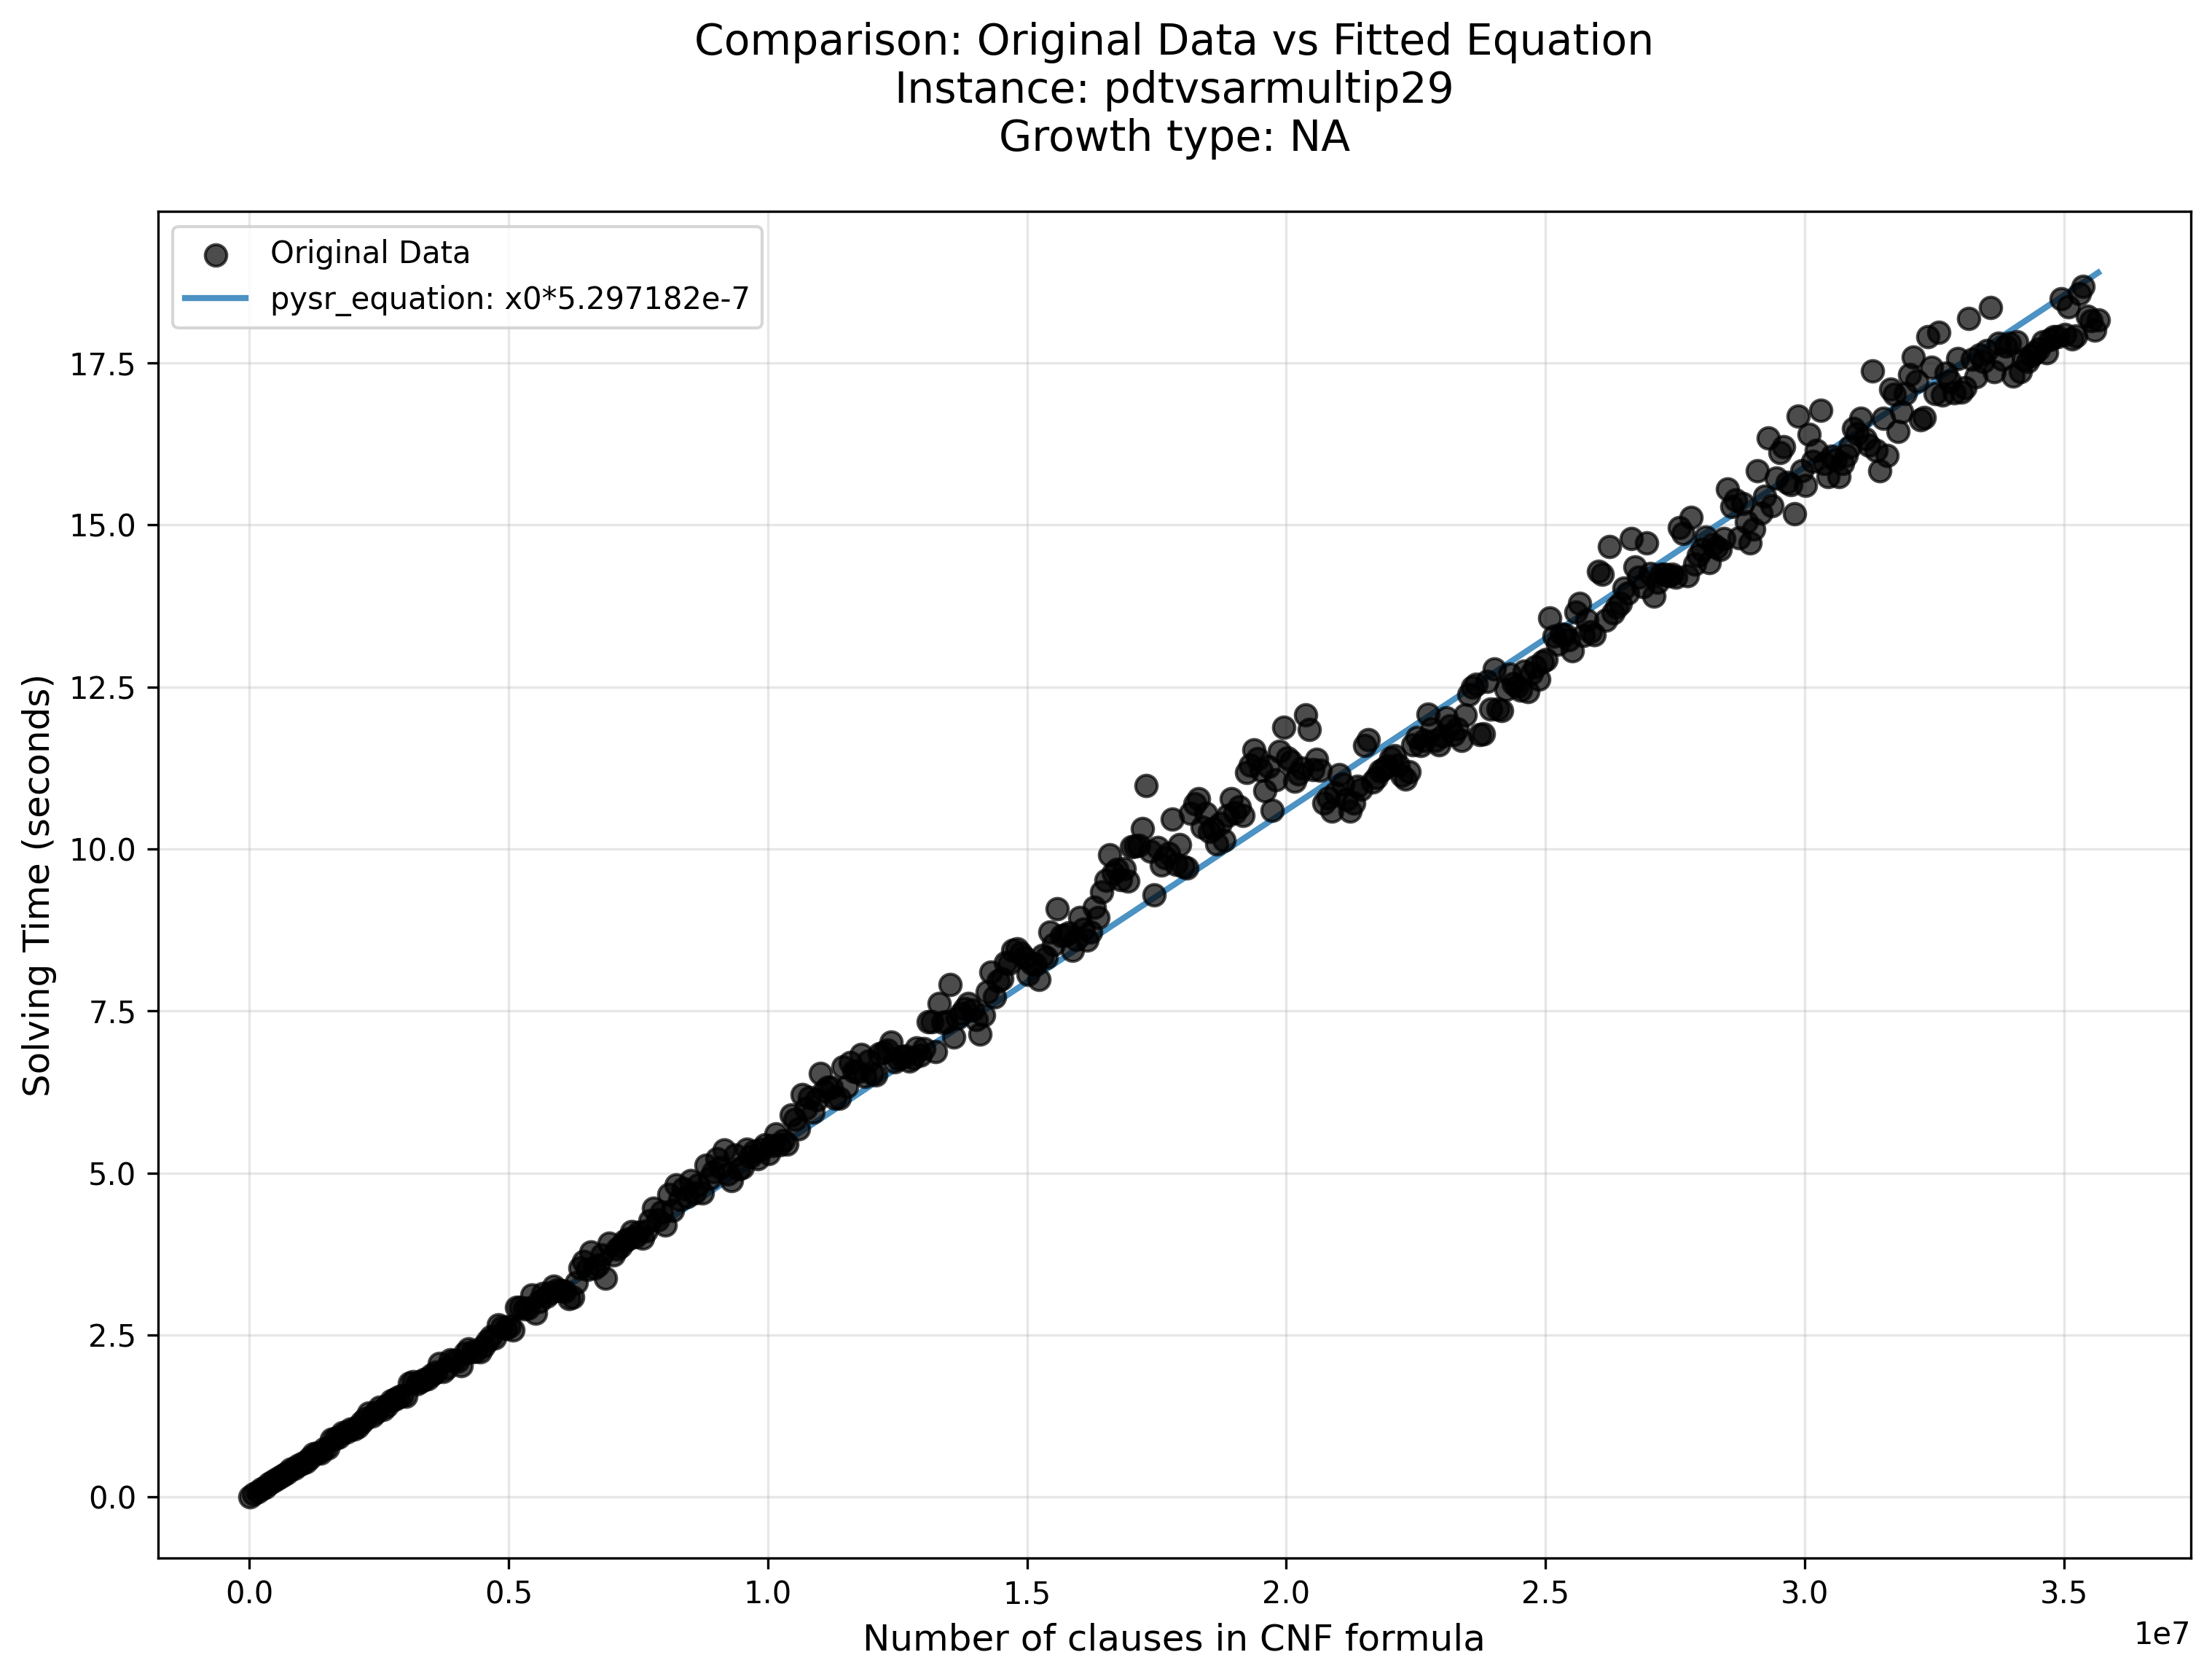 Comparison: Original Data vs Fitted Equation
Instance: pdtvsarmultip29
Growth type: NA
Original Data
pysr_equation: x0*5.297182e-7
Solving Time (seconds)
17.5
15.0
12.5
10.0
7.5
5.0
2.5
0.0
0.0 0.5 1.0 1.5 2.0 2.5 3.0 3.5
1e7
Number of clauses in CNF formula